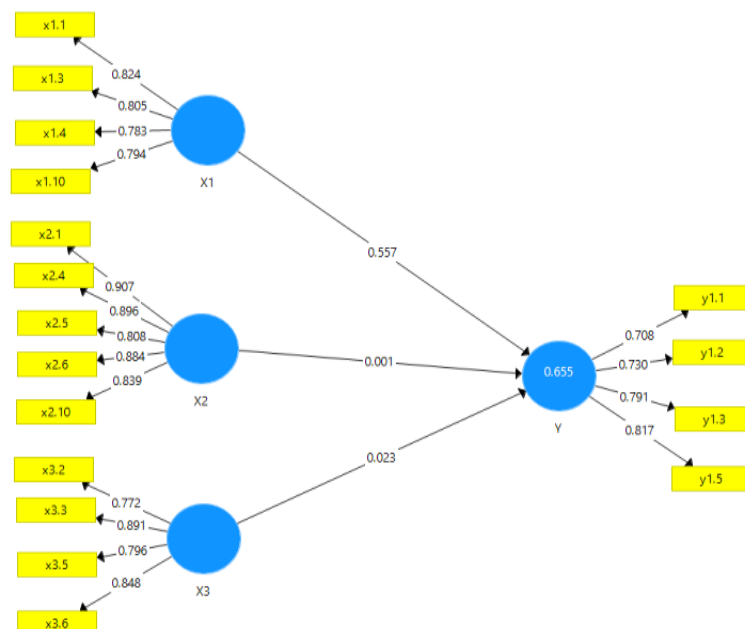 x1.1
0.824
x1.3
0.805
x1.4
0.783
0.794
x1.10
X1
x2.1
0.907
x2.4
0.896
x2.5
0.808
x2.6
0.884
0.839
x2.10
X2
x3.2
0.772
x3.3
0.891
x3.5
0.796
0.848
x3.6
X3
0.557
0.001
0.023
0.655
Y
y1.1
0.708
y1.2
0.730
0.791
y1.3
0.817
y1.5